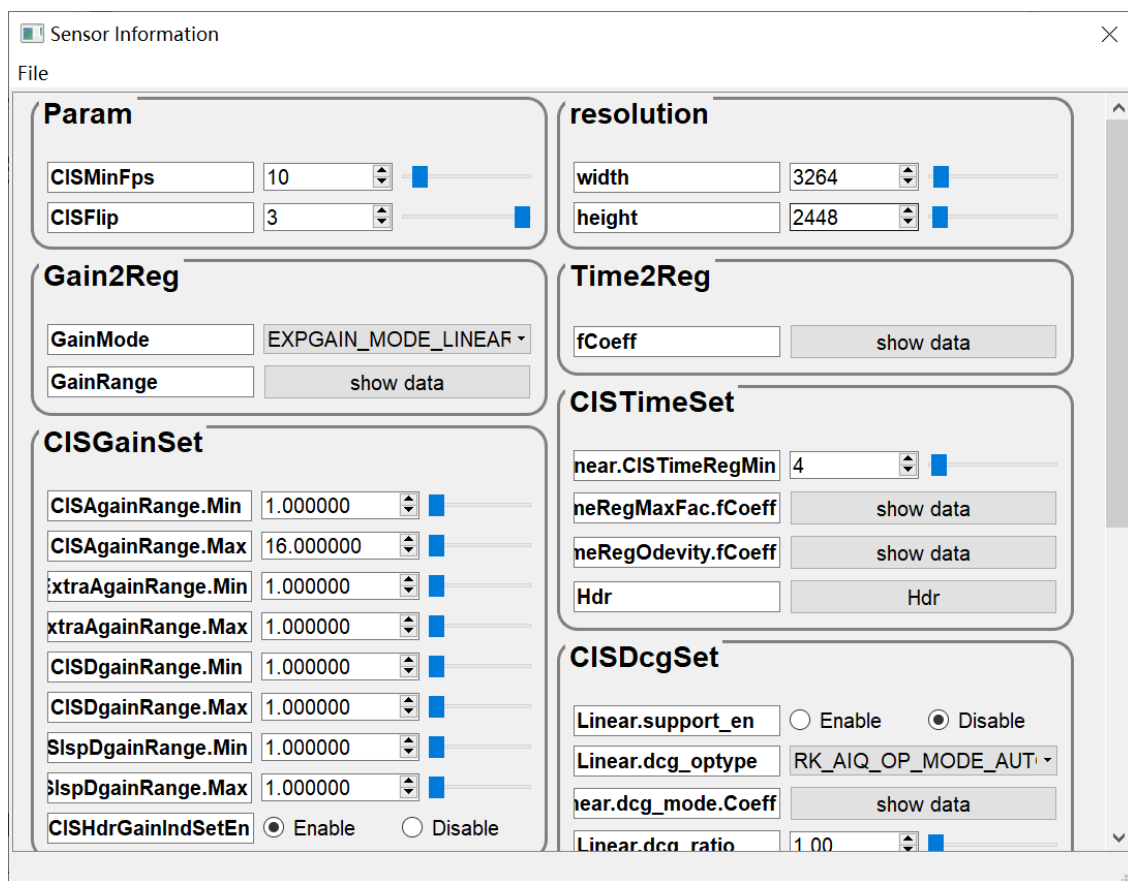 Sensor Information
File
Param
CISMinFps 10
CISFlip 3
resolution
width 3264
height 2448
Gain2Reg
GainMode EXPGAIN_MODE_LINEAR
GainRange show data
Time2Reg
fCoeff show data
CISGainSet
CISAgainRange.Min 1.000000
CISAgainRange.Max 16.000000
ExtraAgainRange.Min 1.000000
xtraAgainRange.Max 1.000000
CISDgainRange.Min 1.000000
CISDgainRange.Max 1.000000
SIspDgainRange.Min 1.000000
SIspDgainRange.Max 1.000000
CISHdrGainIndSetEn Enable Disable
CISTimeSet
near.CISTimeRegMin 4
meRegMaxFac.fCoeff show data
meRegOdevity.fCoeff show data
Hdr Hdr
CISDcgSet
Linear.support_en Enable Disable
Linear.dcg_optype RK_AIQ_OP_MODE_AUT
near.dcg_mode.Coeff show data
Linear.dcg_ratio 1.00